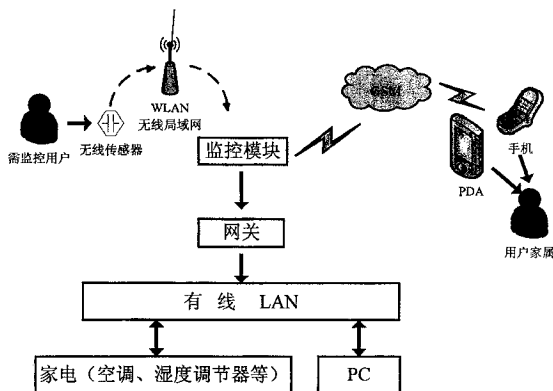 WLAN
无线局域网
GSM
需监控用户
无线传感器
监控模块
手机
PDA
用户家属
网关
有线 LAN
家电（空调、湿度调节器等）
PC